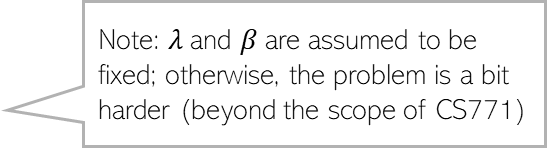 Note: 𝝀 and 𝜷 are assumed to be
fixed; otherwise, the problem is a bit
harder (beyond the scope of CS771)